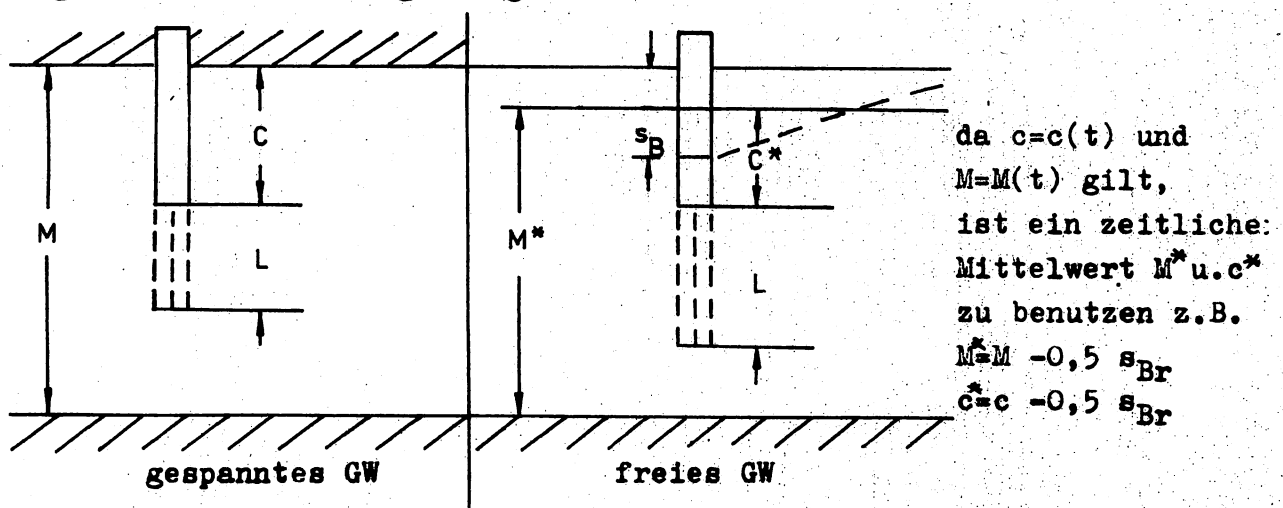 M
C
L
gespanntes GW
s_B
C*
M*
L
freies GW
da c=c(t) und
M=M(t) gilt,
ist ein zeitliche:
Mittelwert M* u.c*
zu benutzen z.B.
M*=M -0,5 s_Br
c*=c -0,5 s_Br